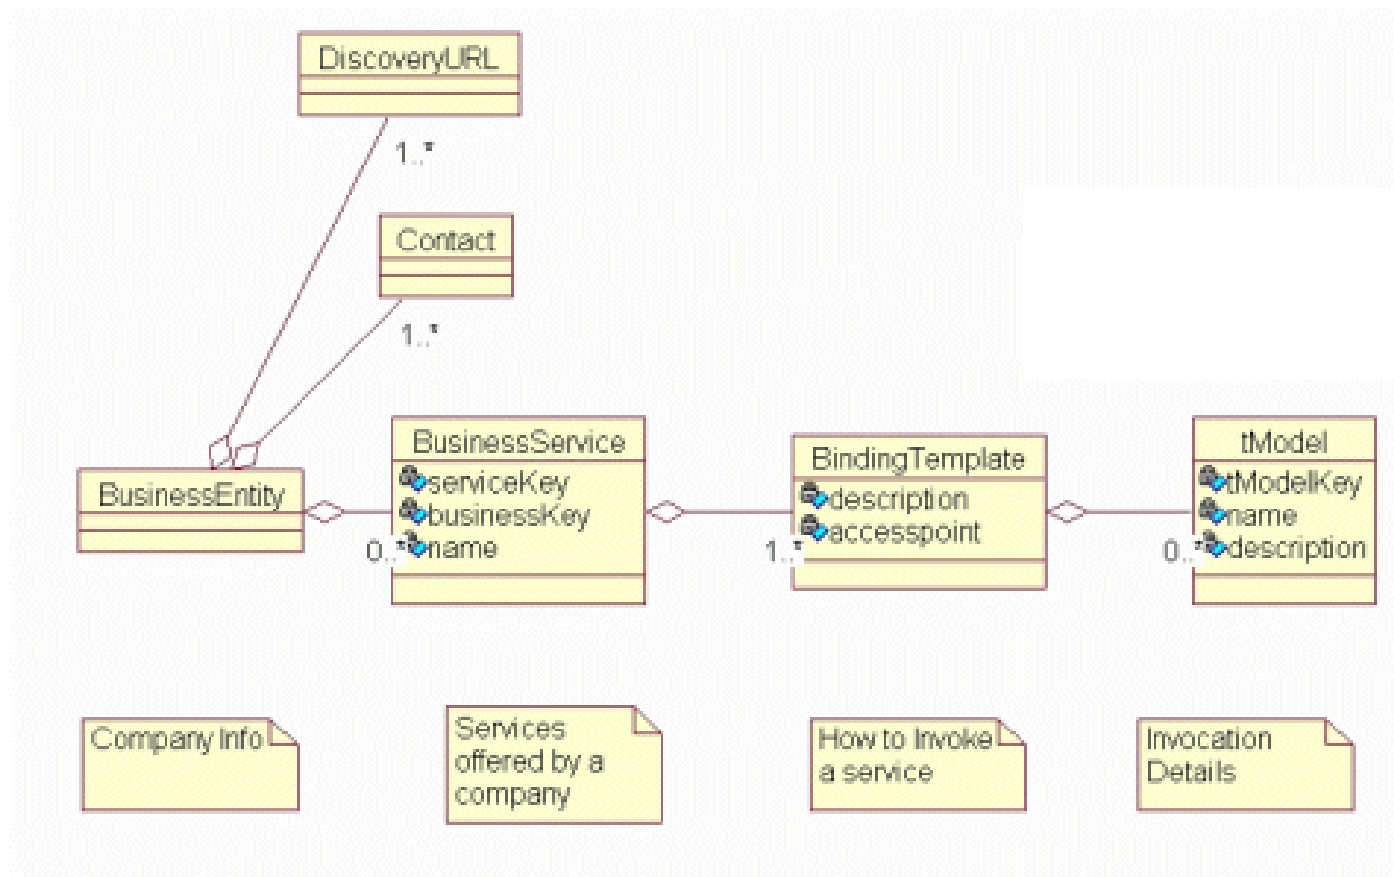 DiscoveryURL
1..*
Contact
1..*
BusinessEntity
0..*
BusinessService
serviceKey
businessKey
name
1..*
BindingTemplate
description
accesspoint
0..*
tModel
tModelKey
name
description
Company Info
Services
offered by a
company
How to Invoke
a service
Invocation
Details